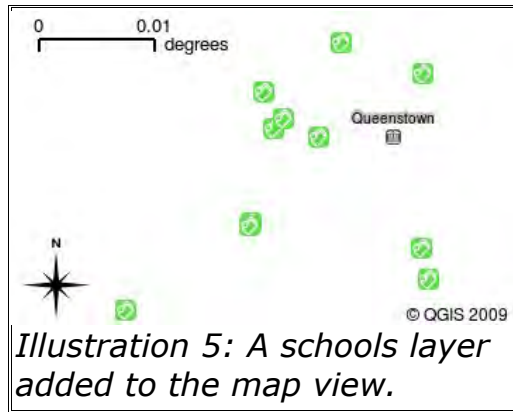 0 0.01
degrees
Queenstown
N
© QGIS 2009
Illustration 5: A schools layer
added to the map view.